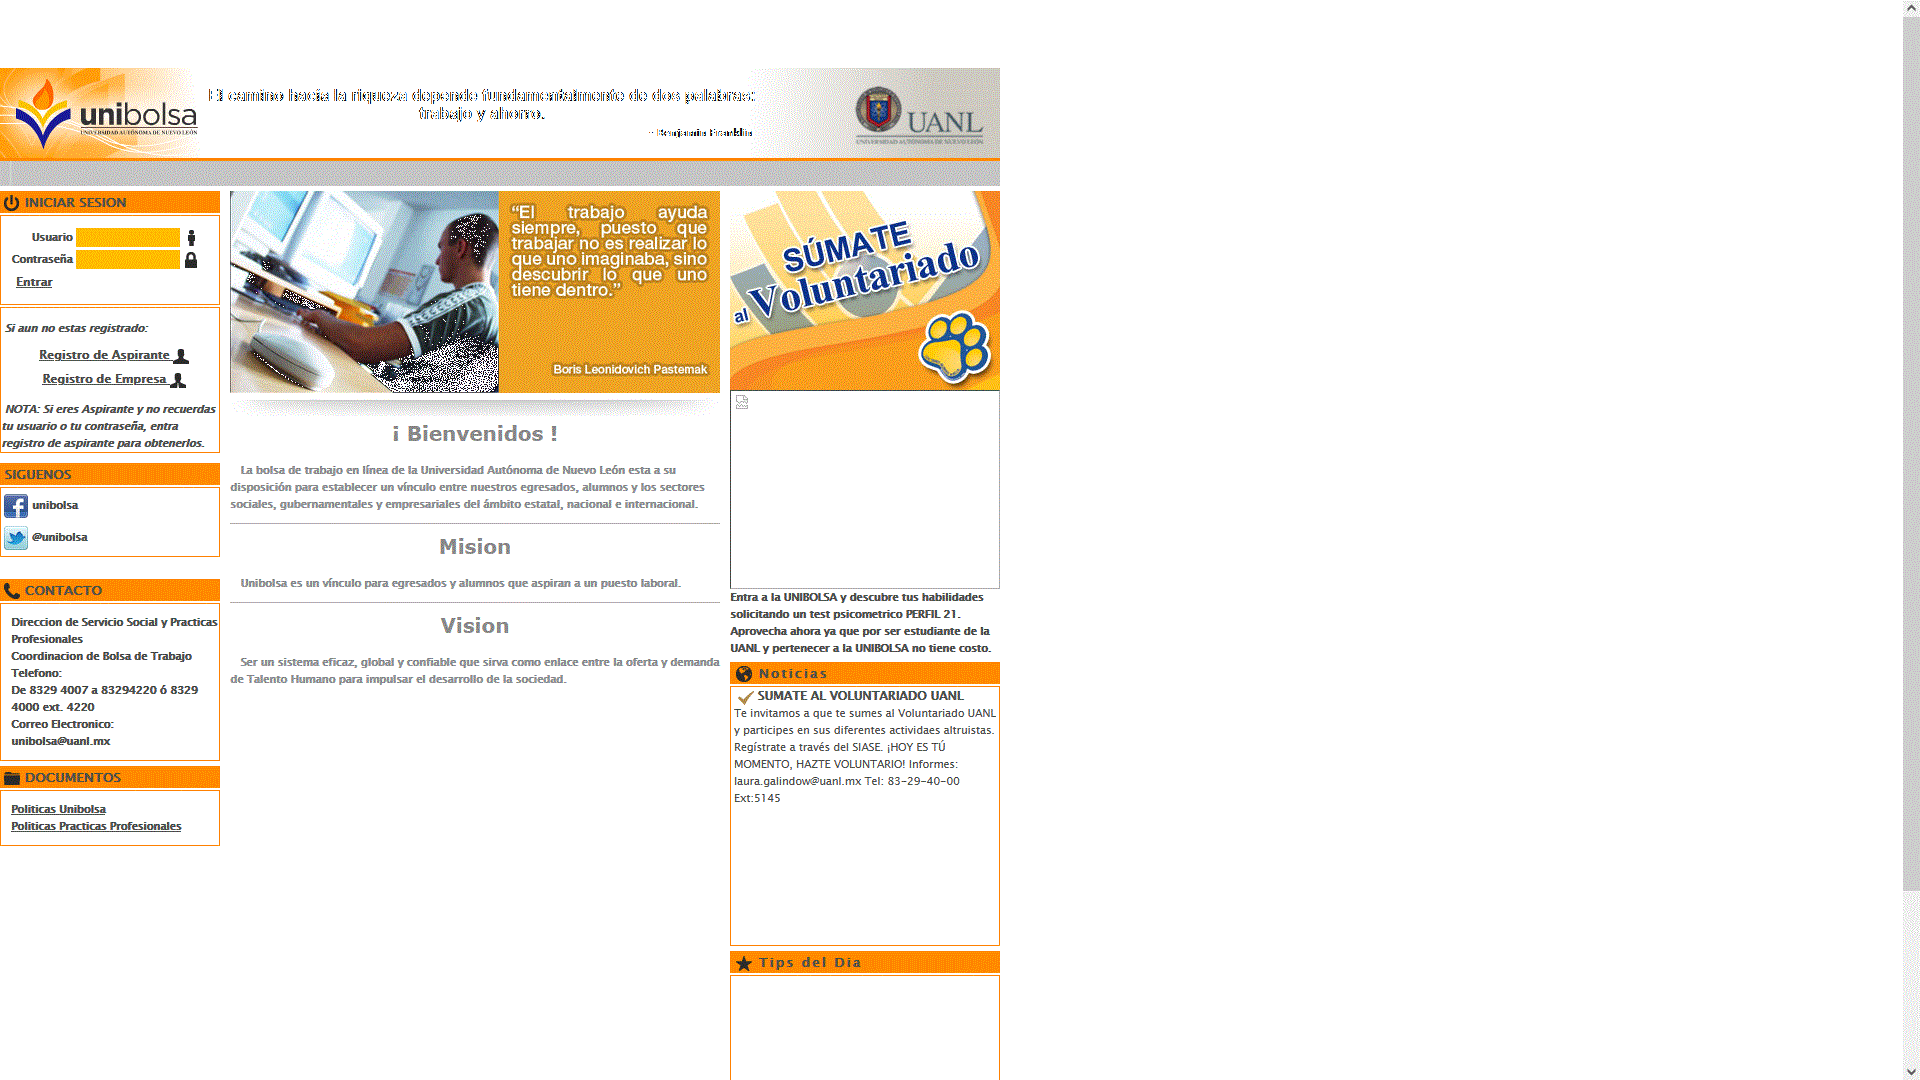 unibolsa
UNIVERSIDAD AUTÓNOMA DE NUEVO LEÓN
El camino hacia la riqueza depende fundamentalmente de dos palabras:
trabajo y ahorro.
- Benjamin Franklin
UANL
UNIVERSIDAD AUTÓNOMA DE NUEVO LEÓN
INICIAR SESION
Usuario
Contraseña
Entrar
Si aun no estas registrado:
Registro de Aspirante
Registro de Empresa
NOTA: Si eres Aspirante y no recuerdas
tu usuario o tu contraseña, entra
registro de aspirante para obtenerlos.
SIGUENOS
unibolsa
@unibolsa
CONTACTO
Direccion de Servicio Social y Practicas
Profesionales
Coordinacion de Bolsa de Trabajo
Telefono:
De 8329 4007 a 83294220 ó 8329
4000 ext. 4220
Correo Electronico:
unibolsa@uanl.mx
DOCUMENTOS
Politicas Unibolsa
Politicas Practicas Profesionales
“El trabajo ayuda
siempre, puesto que
trabajar no es realizar lo
que uno imaginaba, sino
descubrir lo que uno
tiene dentro.”
Boris Leonidovich Pasternak
¡ Bienvenidos !
La bolsa de trabajo en línea de la Universidad Autónoma de Nuevo León esta a su
disposición para establecer un vínculo entre nuestros egresados, alumnos y los sectores
sociales, gubernamentales y empresariales del ámbito estatal, nacional e internacional.
Mision
Unibolsa es un vínculo para egresados y alumnos que aspiran a un puesto laboral.
Vision
Ser un sistema eficaz, global y confiable que sirva como enlace entre la oferta y demanda
de Talento Humano para impulsar el desarrollo de la sociedad.
SÚMATE
al Voluntariado
Entra a la UNIBOLSA y descubre tus habilidades
solicitando un test psicometrico PERFIL 21.
Aprovecha ahora ya que por ser estudiante de la
UANL y pertenecer a la UNIBOLSA no tiene costo.
Noticias
SUMATE AL VOLUNTARIADO UANL
Te invitamos a que te sumes al Voluntariado UANL
y participes en sus diferentes actividaes altruistas.
Regístrate a través del SIASE. ¡HOY ES TÚ
MOMENTO, HAZTE VOLUNTARIO! Informes:
laura.galindow@uanl.mx Tel: 83-29-40-00
Ext:5145
Tips del Dia